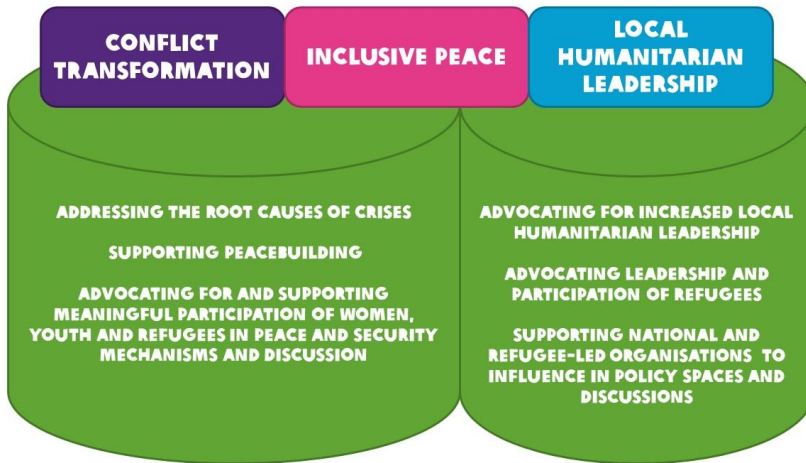 CONFLICT
TRANSFORMATION
INCLUSIVE PEACE
LOCAL
HUMANITARIAN
LEADERSHIP
ADDRESSING THE ROOT CAUSES OF CRISES
SUPPORTING PEACEBUILDING
ADVOCATING FOR AND SUPPORTING
MEANINGFUL PARTICIPATION OF WOMEN,
YOUTH AND REFUGEES IN PEACE AND SECURITY
MECHANISMS AND DISCUSSION
ADVOCATING FOR INCREASED LOCAL
HUMANITARIAN LEADERSHIP
ADVOCATING LEADERSHIP AND
PARTICIPATION OF REFUGEES
SUPPORTING NATIONAL AND
REFUGEE-LED ORGANISATIONS TO
INFLUENCE IN POLICY SPACES AND
DISCUSSIONS